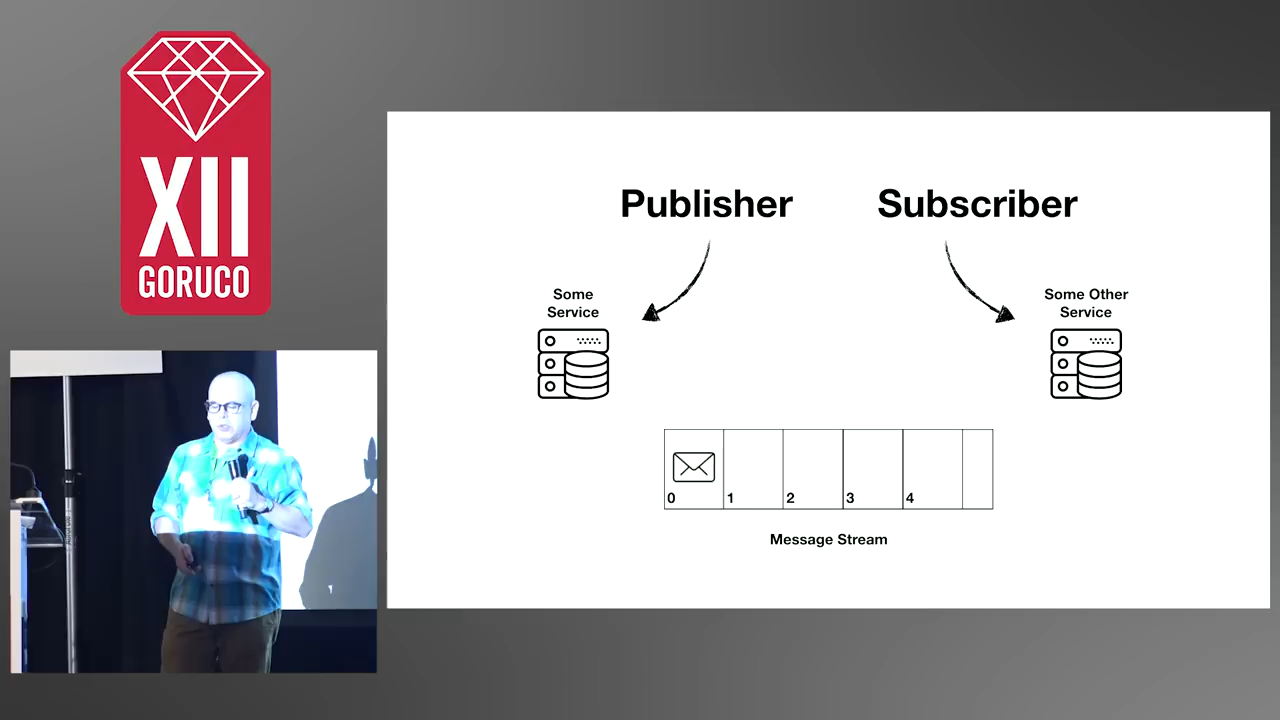 XII
GORUCO
Publisher
Subscriber
Some
Service
Some Other
Service
0
1
2
3
4
Message Stream